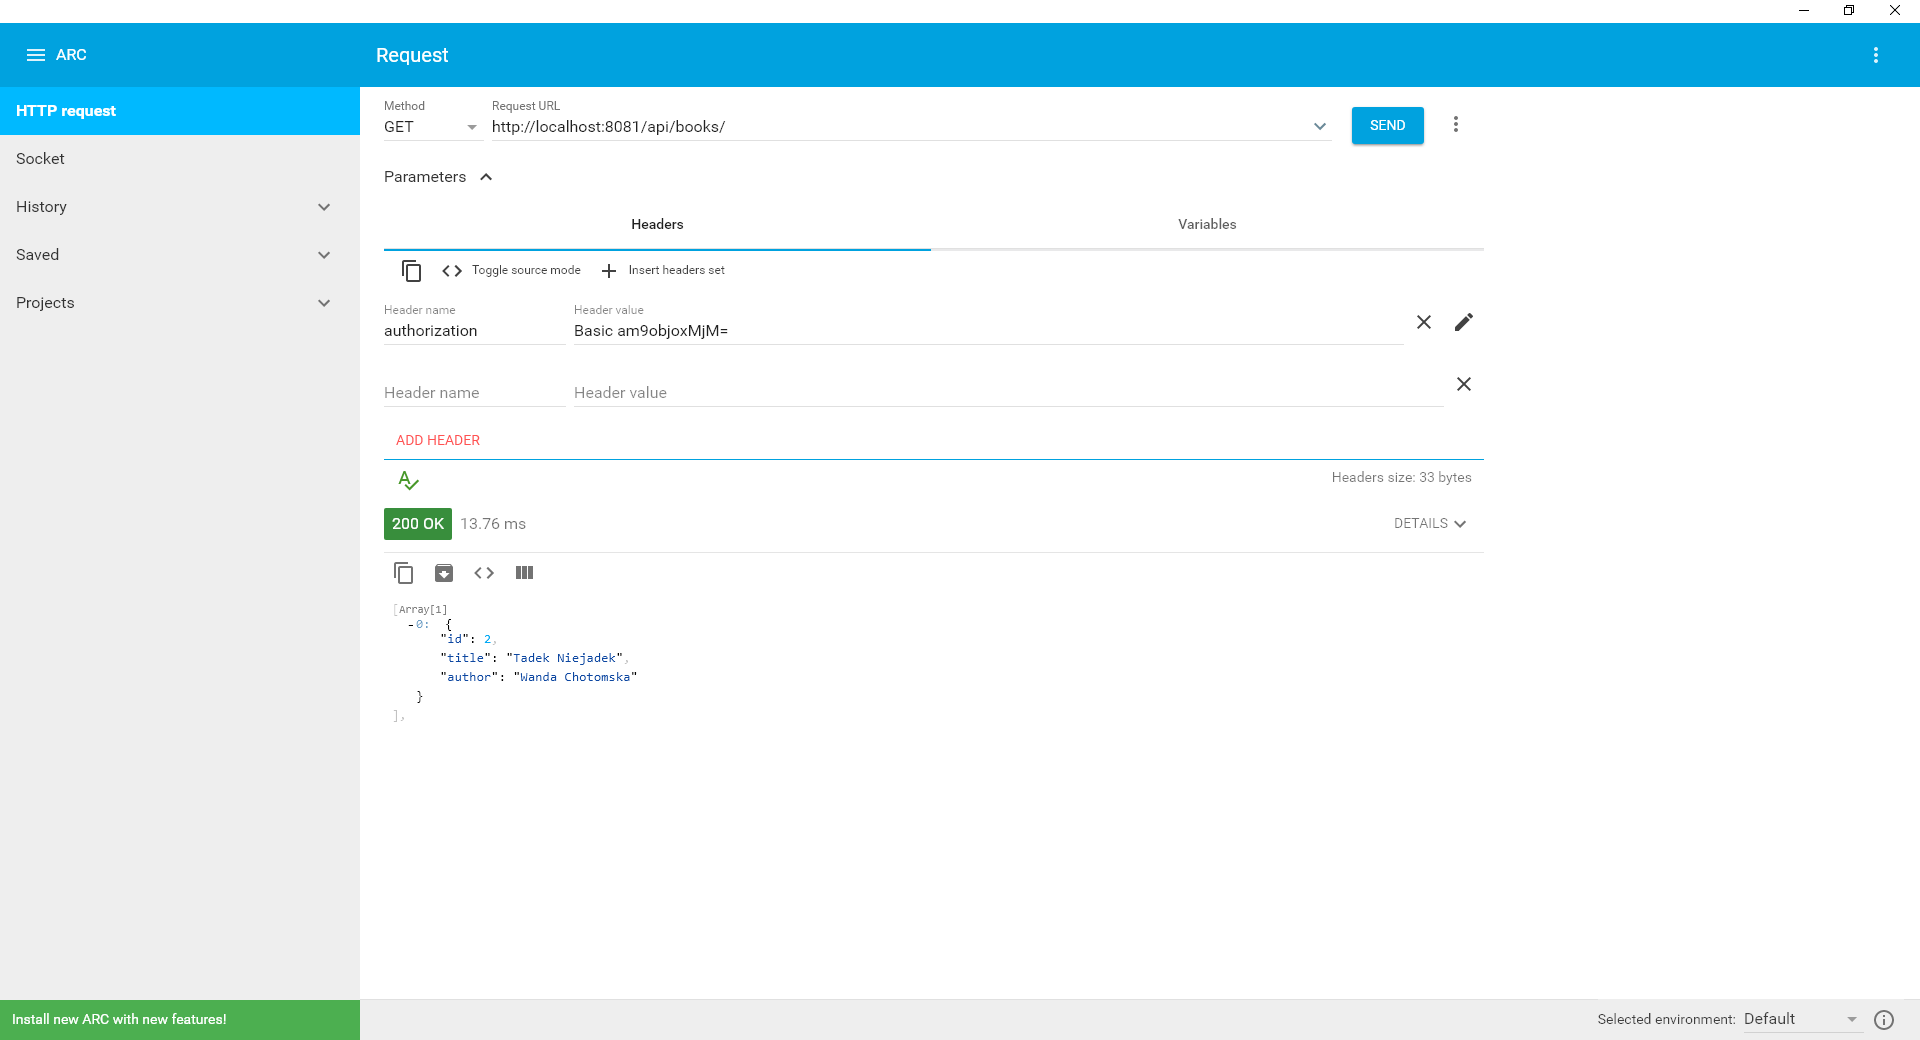 ARC
Request
HTTP request
Socket
History
Saved
Projects
Method
GET
Request URL
http://localhost:8081/api/books/
SEND
Parameters
Headers
Variables
Toggle source mode
Insert headers set
Header name
authorization
Header value
Basic am9objoxMjM=
Header name
Header value
ADD HEADER
Headers size: 33 bytes
200 OK
13.76 ms
DETAILS
[Array[1]
-0: {
"id": 2,
"title": "Tadek Niejadek",
"author": "Wanda Chotomska"
}
],
Install new ARC with new features!
Selected environment:
Default